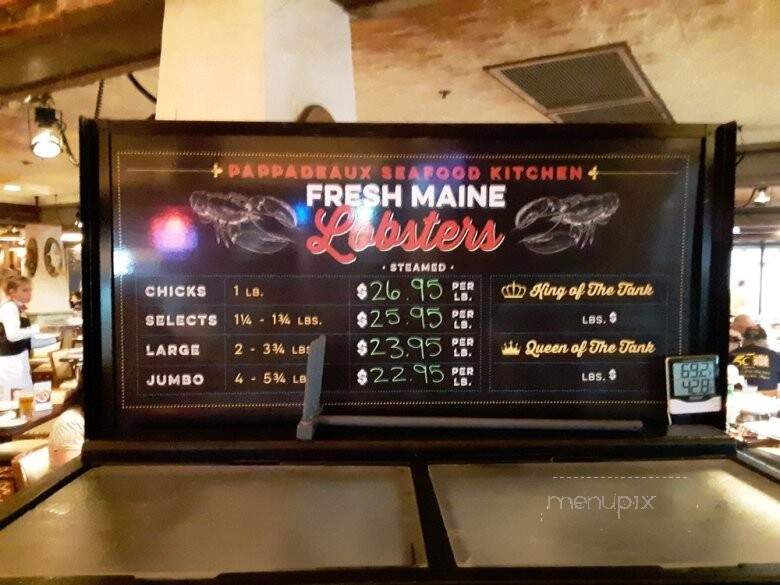 PAPPADEAUX SEAFOOD KITCHEN
FRESH MAINE
Lobsters
· STEAMED ·
CHICKS 1 LB. $26.95 PER LB.
SELECTS 1¼ - 1¾ LBS. $25.95 PER LB.
LARGE 2 - 3¾ LBS $23.95 PER LB.
JUMBO 4 - 5¾ LB $22.95 PER LB.
King of The Tank
LBS. $
Queen of The Tank
LBS. $
menupix